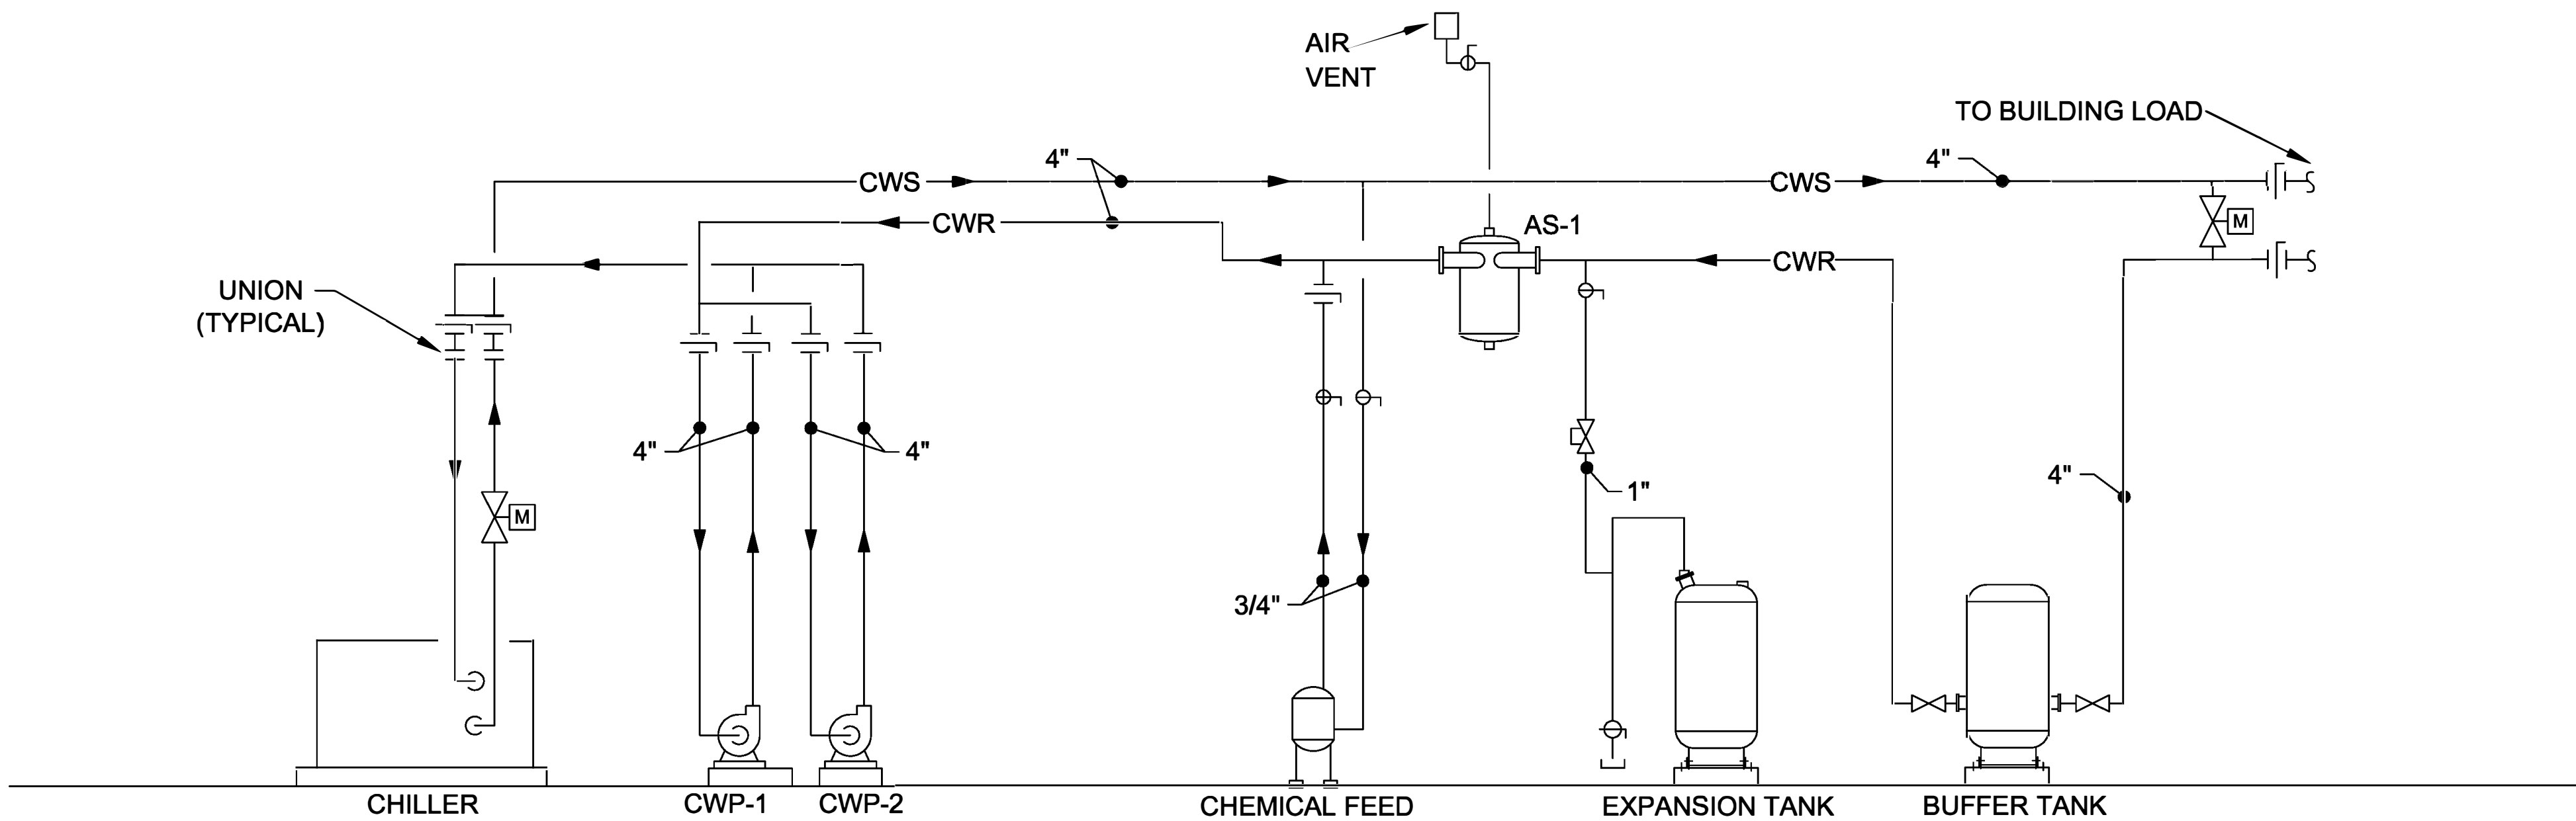 AIR
VENT
TO BUILDING LOAD
4"
4"
CWS
CWS
M
CWR
AS-1
CWR
UNION
(TYPICAL)
4"
4"
4"
1"
M
3/4"
CHILLER
CWP-1
CWP-2
CHEMICAL FEED
EXPANSION TANK
BUFFER TANK